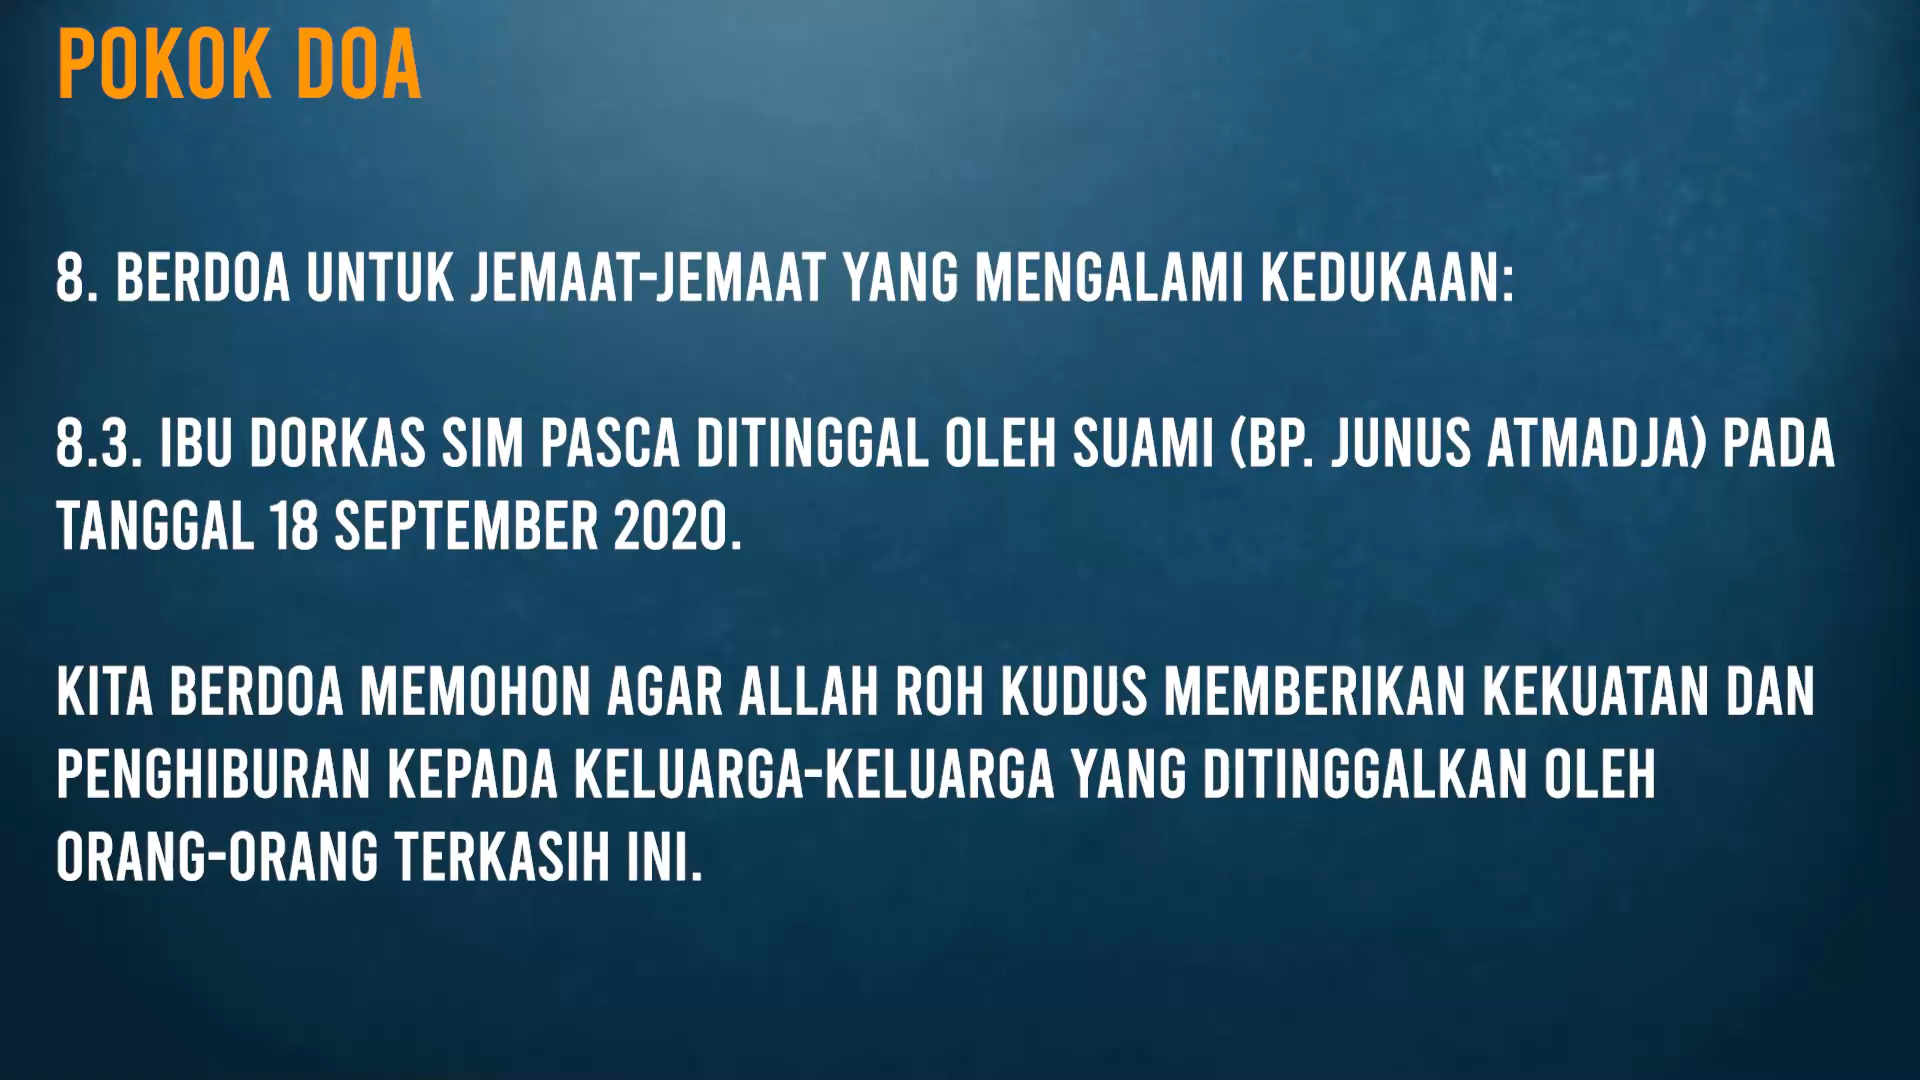 POKOK DOA
8. BERDOA UNTUK JEMAAT-JEMAAT YANG MENGALAMI KEDUKAAN:
8.3. IBU DORKAS SIM PASCA DITINGGAL OLEH SUAMI (BP. JUNUS ATMADJA) PADA
TANGGAL 18 SEPTEMBER 2020.
KITA BERDOA MEMOHON AGAR ALLAH ROH KUDUS MEMBERIKAN KEKUATAN DAN
PENGHIBURAN KEPADA KELUARGA-KELUARGA YANG DITINGGALKAN OLEH
ORANG-ORANG TERKASIH INI.